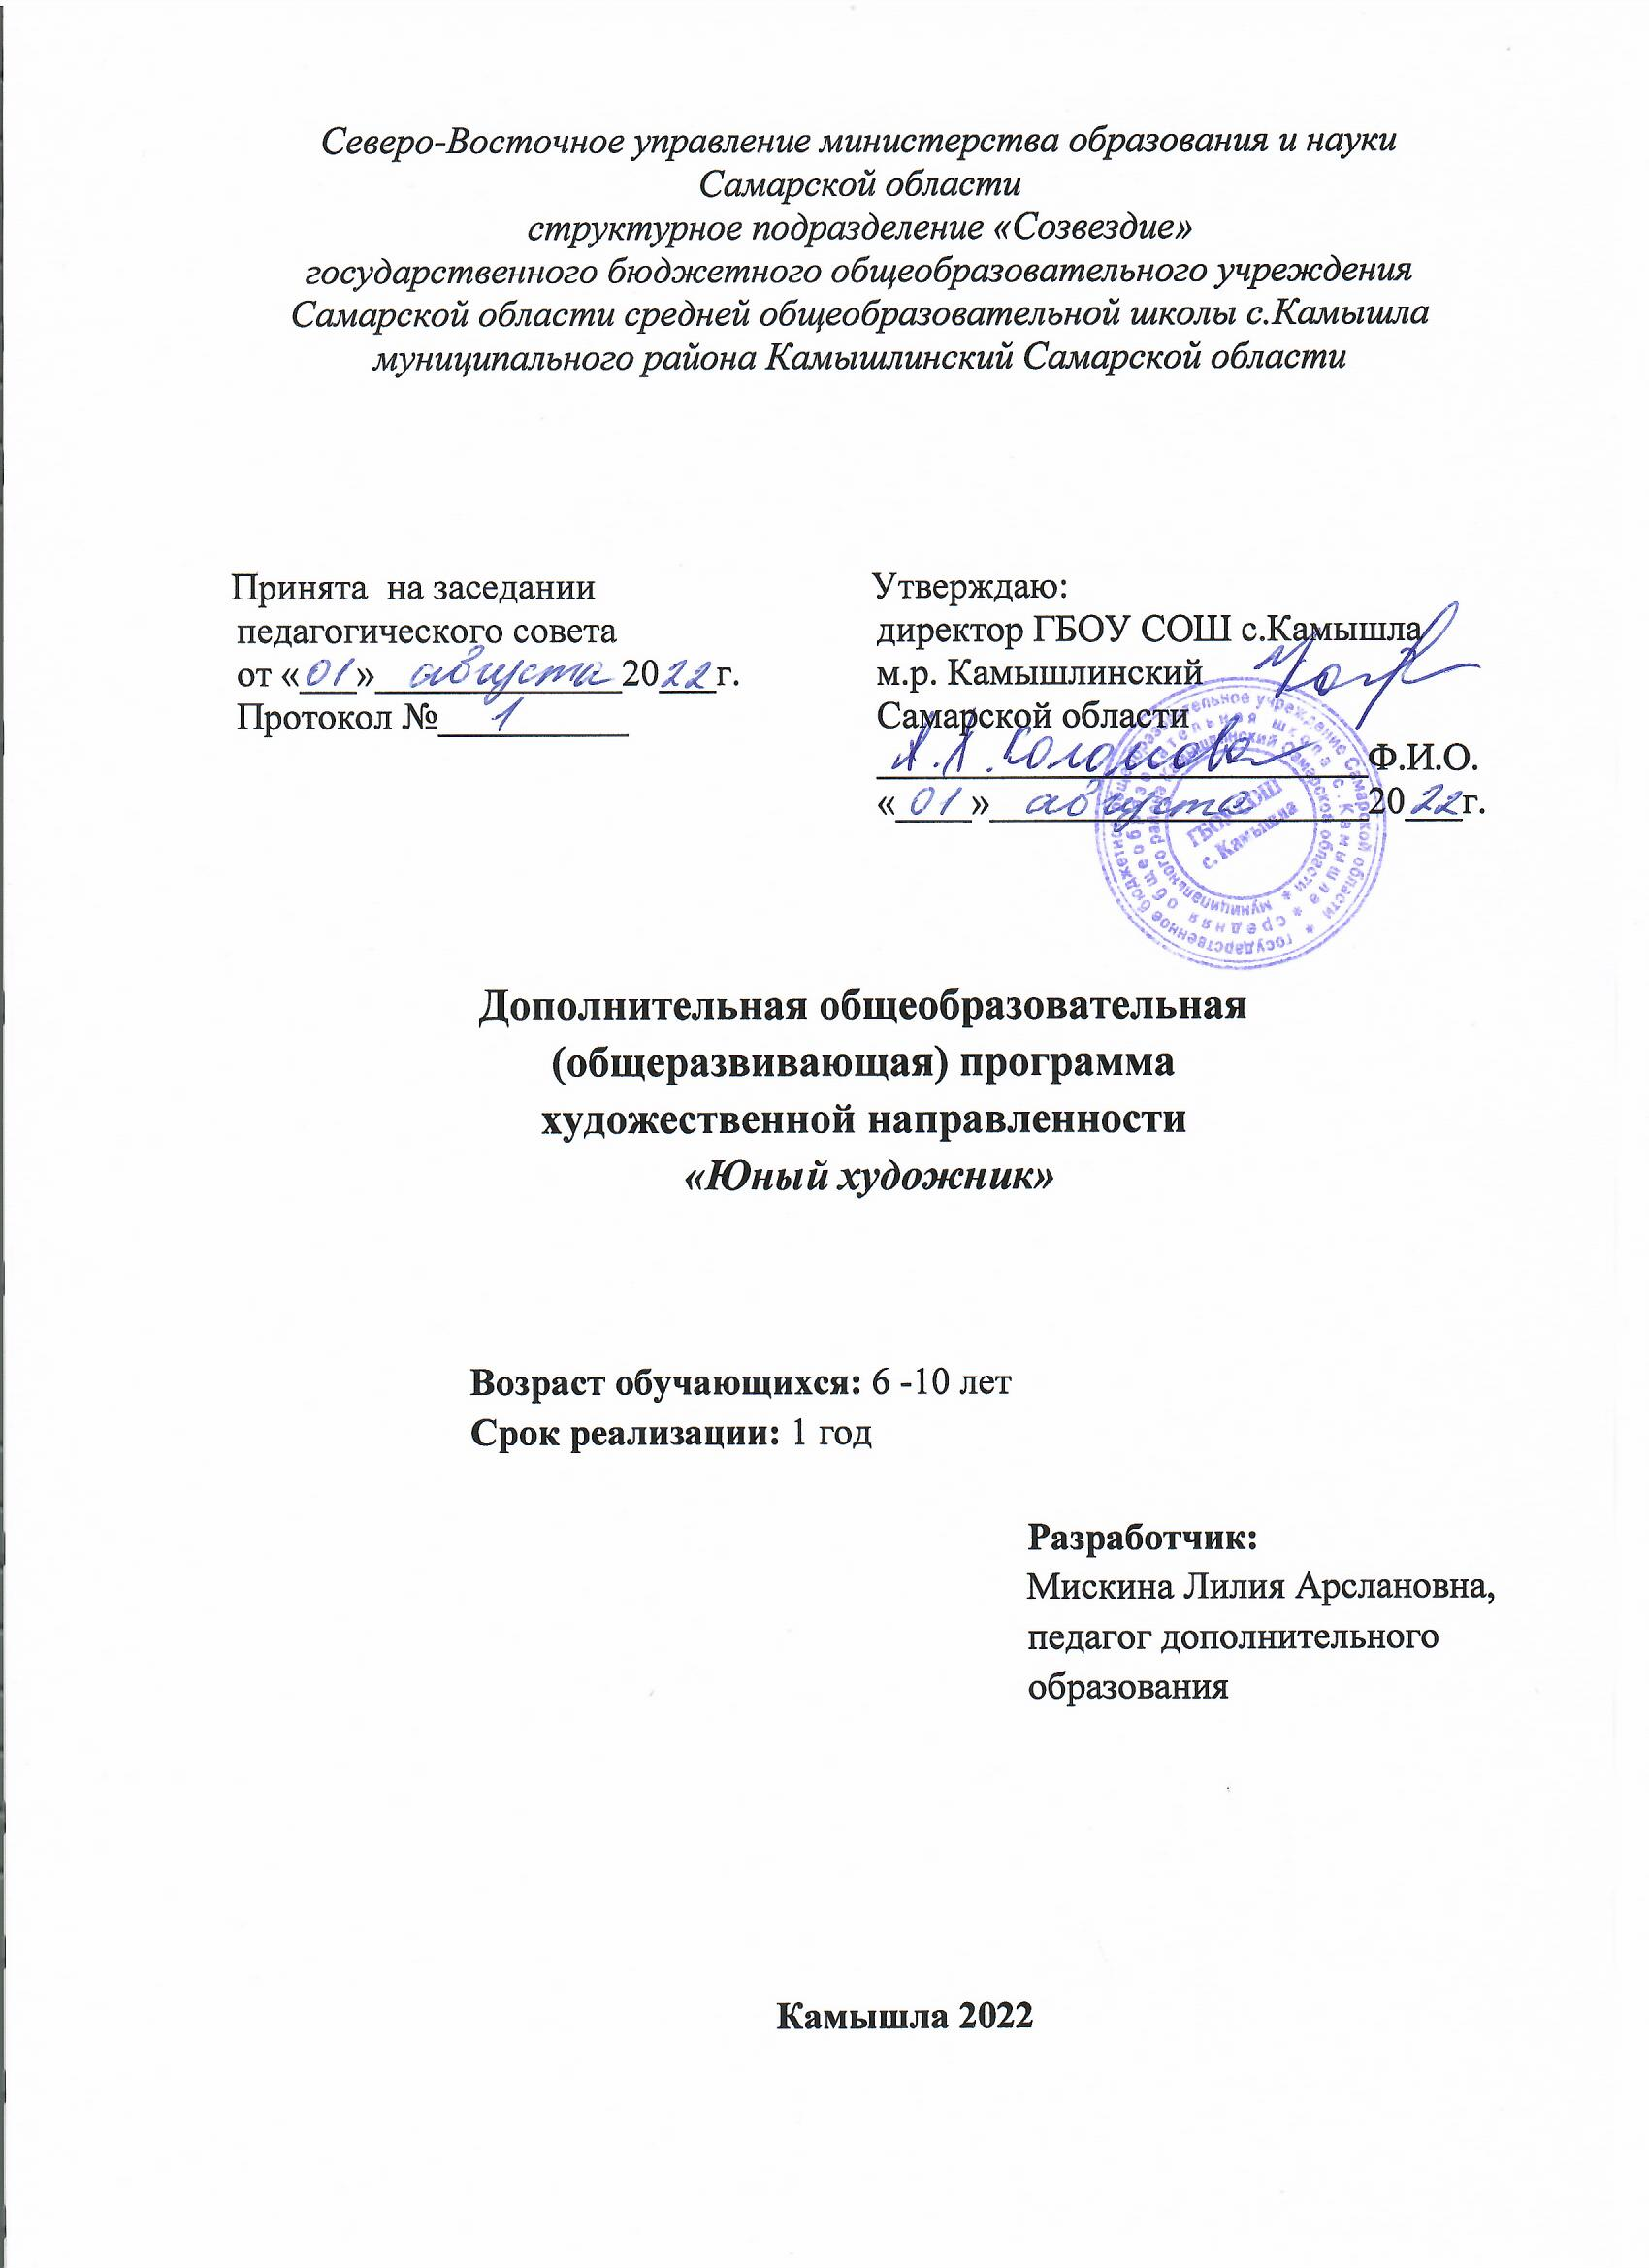 Северо-Восточное управление министерства образования и науки
Самарской области
структурное подразделение «Созвездие»
государственного бюджетного общеобразовательного учреждения
Самарской области средней общеобразовательной школы с.Камышла
муниципального района Камышлинский Самарской области
Принята на заседании
педагогического совета
от «01» августа 2022г.
Протокол № 1
Утверждаю:
директор ГБОУ СОШ с.Камышла
м.р. Камышлинский
Самарской области
Ф.И.О.
«01» августа 2022г.
ГБОУ СОШ
с. Камышла
Дополнительная общеобразовательная
(общеразвивающая) программа
художественной направленности
«Юный художник»
Возраст обучающихся: 6 -10 лет
Срок реализации: 1 год
Разработчик:
Мискина Лилия Арслановна,
педагог дополнительного
образования
Камышла 2022